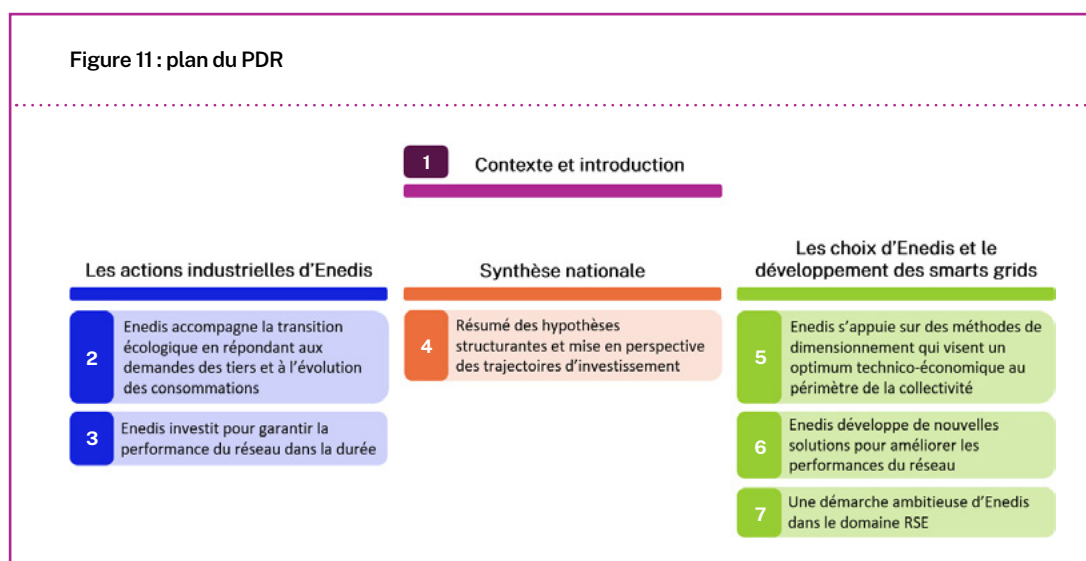 Figure 11 : plan du PDR
1
Contexte et introduction
Les actions industrielles d'Enedis
2
Enedis accompagne la transition
écologique en répondant aux
demandes des tiers et à l'évolution
des consommations
3
Enedis investit pour garantir la
performance du réseau dans la durée
Synthèse nationale
4
Résumé des hypothèses
structurantes et mise en perspective
des trajectoires d'investissement
Les choix d'Enedis et le
développement des smarts grids
5
Enedis s'appuie sur des méthodes de
dimensionnement qui visent un
optimum technico-économique au
périmètre de la collectivité
6
Enedis développe de nouvelles
solutions pour améliorer les
performances du réseau
7
Une démarche ambitieuse d'Enedis
dans le domaine RSE